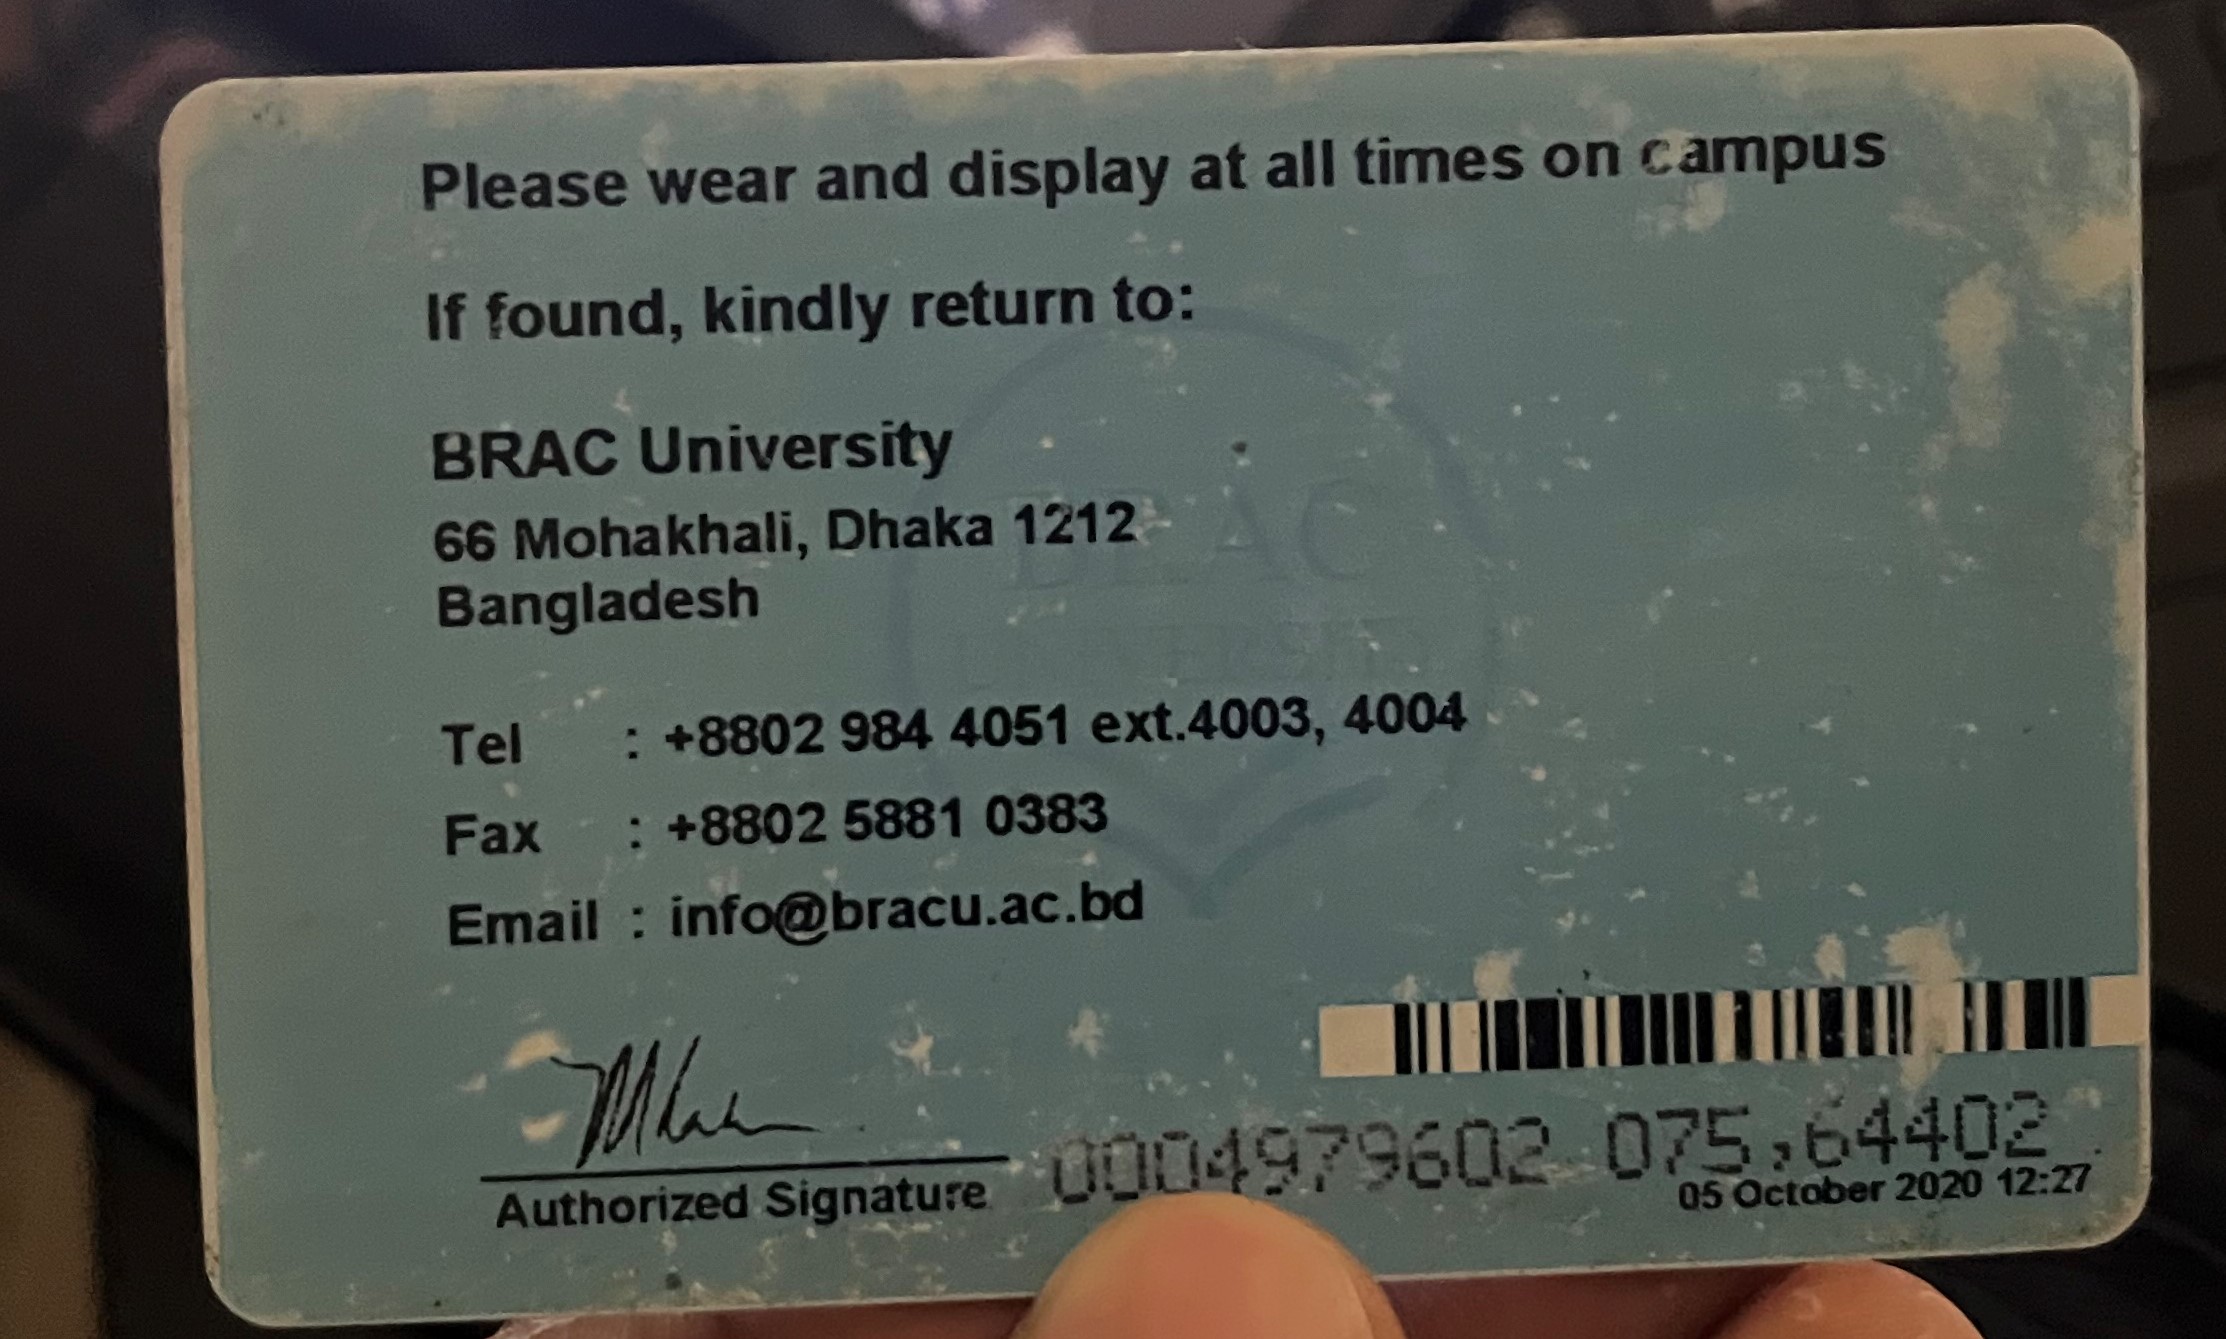 Please wear and display at all times on campus
If found, kindly return to:
BRAC University
66 Mohakhali, Dhaka 1212
Bangladesh
Tel : +8802 984 4051 ext.4003, 4004
Fax : +8802 5881 0383
Email : info@bracu.ac.bd
BRAC
UNIVERSITY
Authorized Signature
0004979602 075,64402
05 October 2020 12:27